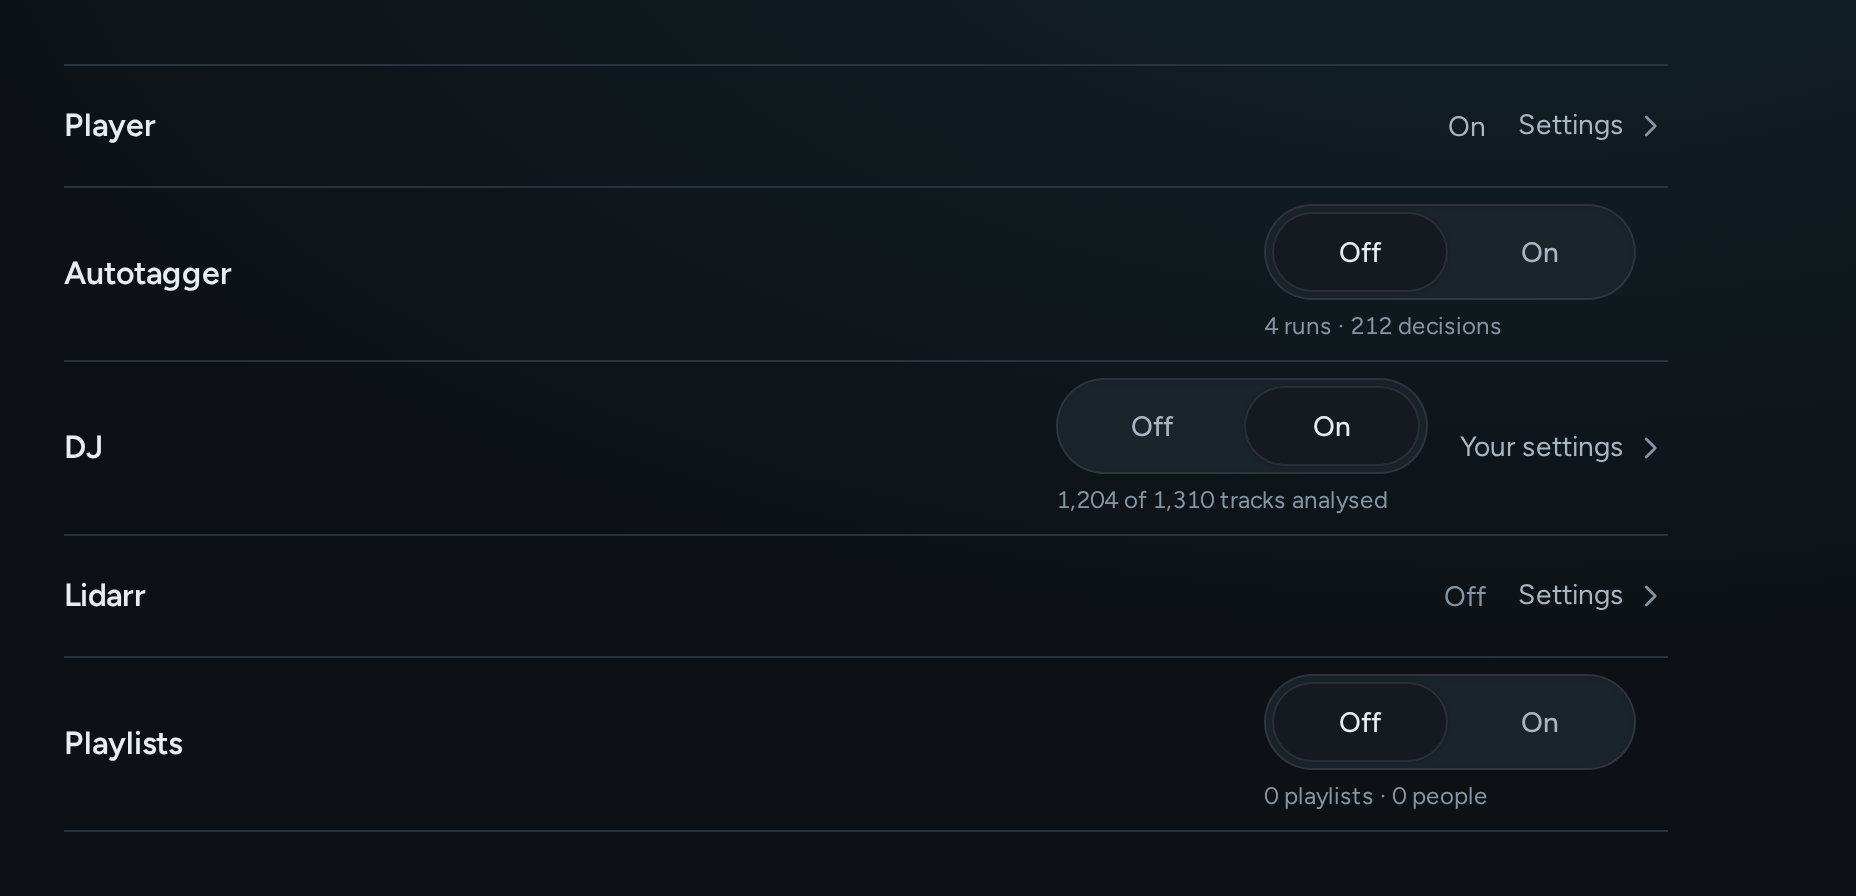 Player
On Settings
Autotagger
Off On
4 runs · 212 decisions
DJ
Off On
Your settings
1,204 of 1,310 tracks analysed
Lidarr
Off Settings
Playlists
Off On
0 playlists · 0 people